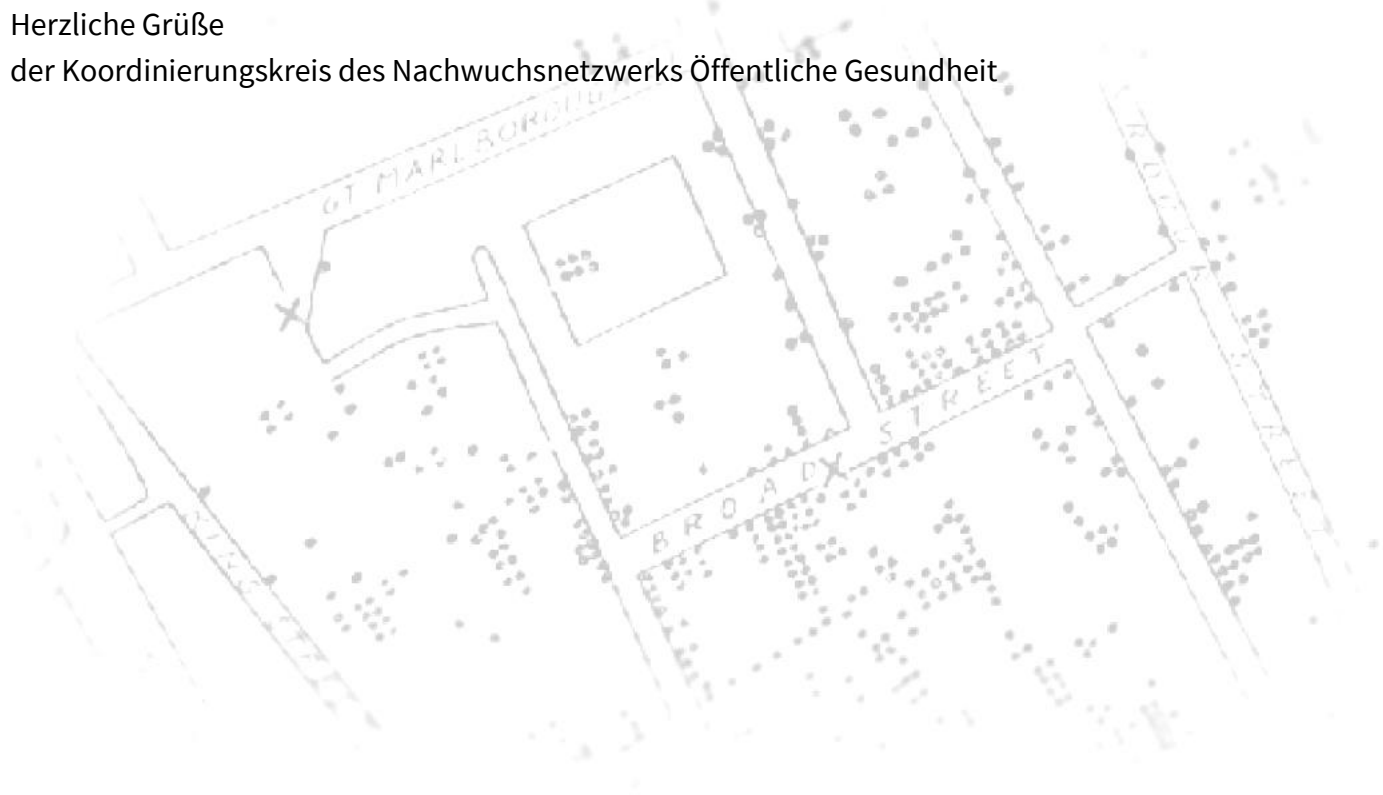 Herzliche Grüße
der Koordinierungskreis des Nachwuchsnetzwerks Öffentliche Gesundheit
GT MARLBOROUGH
STREET
BROAD